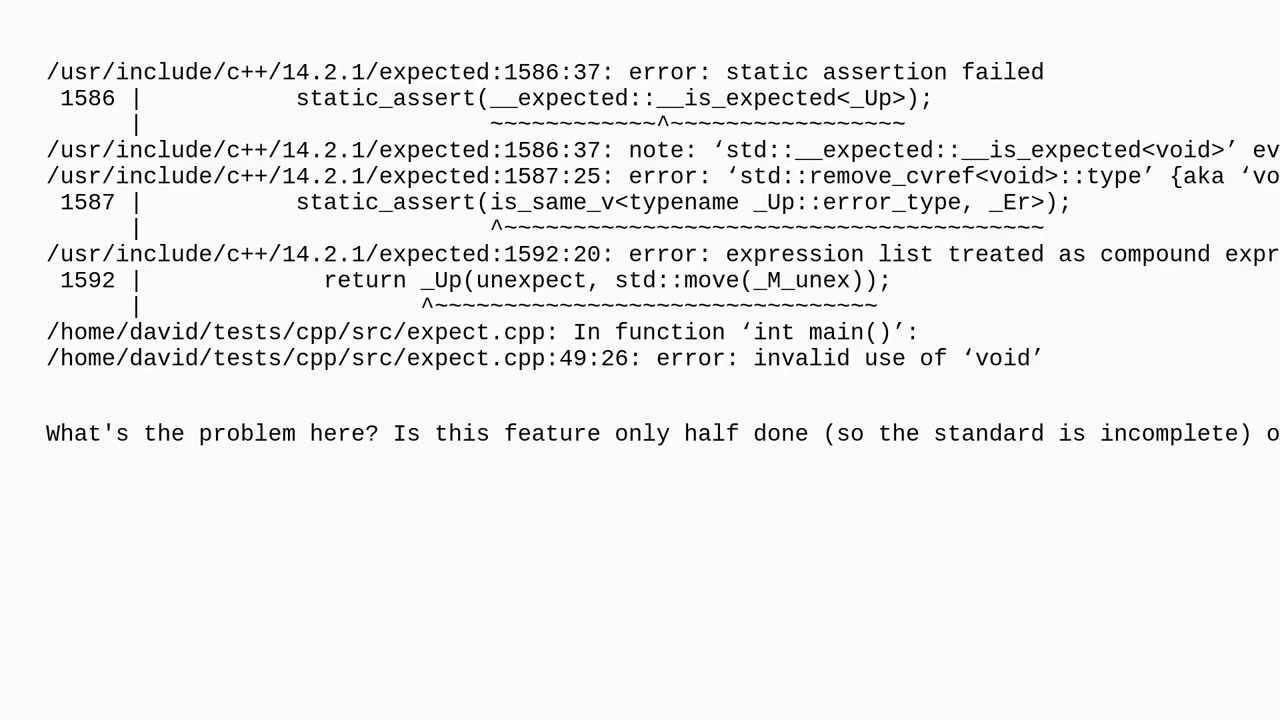 /usr/include/c++/14.2.1/expected:1586:37: error: static assertion failed
 1586 |           static_assert(__expected::__is_expected<_Up>);
      |                         ~~~~~~~~~~~~^~~~~~~~~~~~~~~~~~
/usr/include/c++/14.2.1/expected:1586:37: note: ‘std::__expected::__is_expected<void>’ ev
/usr/include/c++/14.2.1/expected:1587:25: error: ‘std::remove_cvref<void>::type’ {aka ‘vo
 1587 |           static_assert(is_same_v<typename _Up::error_type, _Er>);
      |                         ^~~~~~~~~~~~~~~~~~~~~~~~~~~~~~~~~~~~~~~~
/usr/include/c++/14.2.1/expected:1592:20: error: expression list treated as compound expr
 1592 |             return _Up(unexpect, std::move(_M_unex));
      |                    ^~~~~~~~~~~~~~~~~~~~~~~~~~~~~~~~~
/home/david/tests/cpp/src/expect.cpp: In function ‘int main()’:
/home/david/tests/cpp/src/expect.cpp:49:26: error: invalid use of ‘void’
What's the problem here? Is this feature only half done (so the standard is incomplete) o